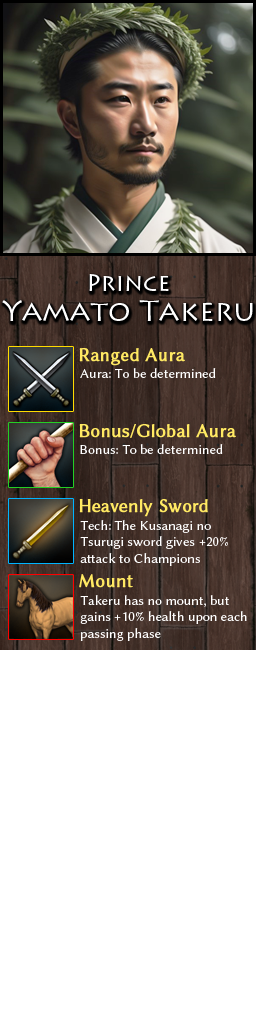 Prince
Yamato Takeru
Ranged Aura
Aura: To be determined
Bonus/Global Aura
Bonus: To be determined
Heavenly Sword
Tech: The Kusanagi no
Tsurugi sword gives +20%
attack to Champions
Mount
Takeru has no mount, but
gains +10% health upon each
passing phase